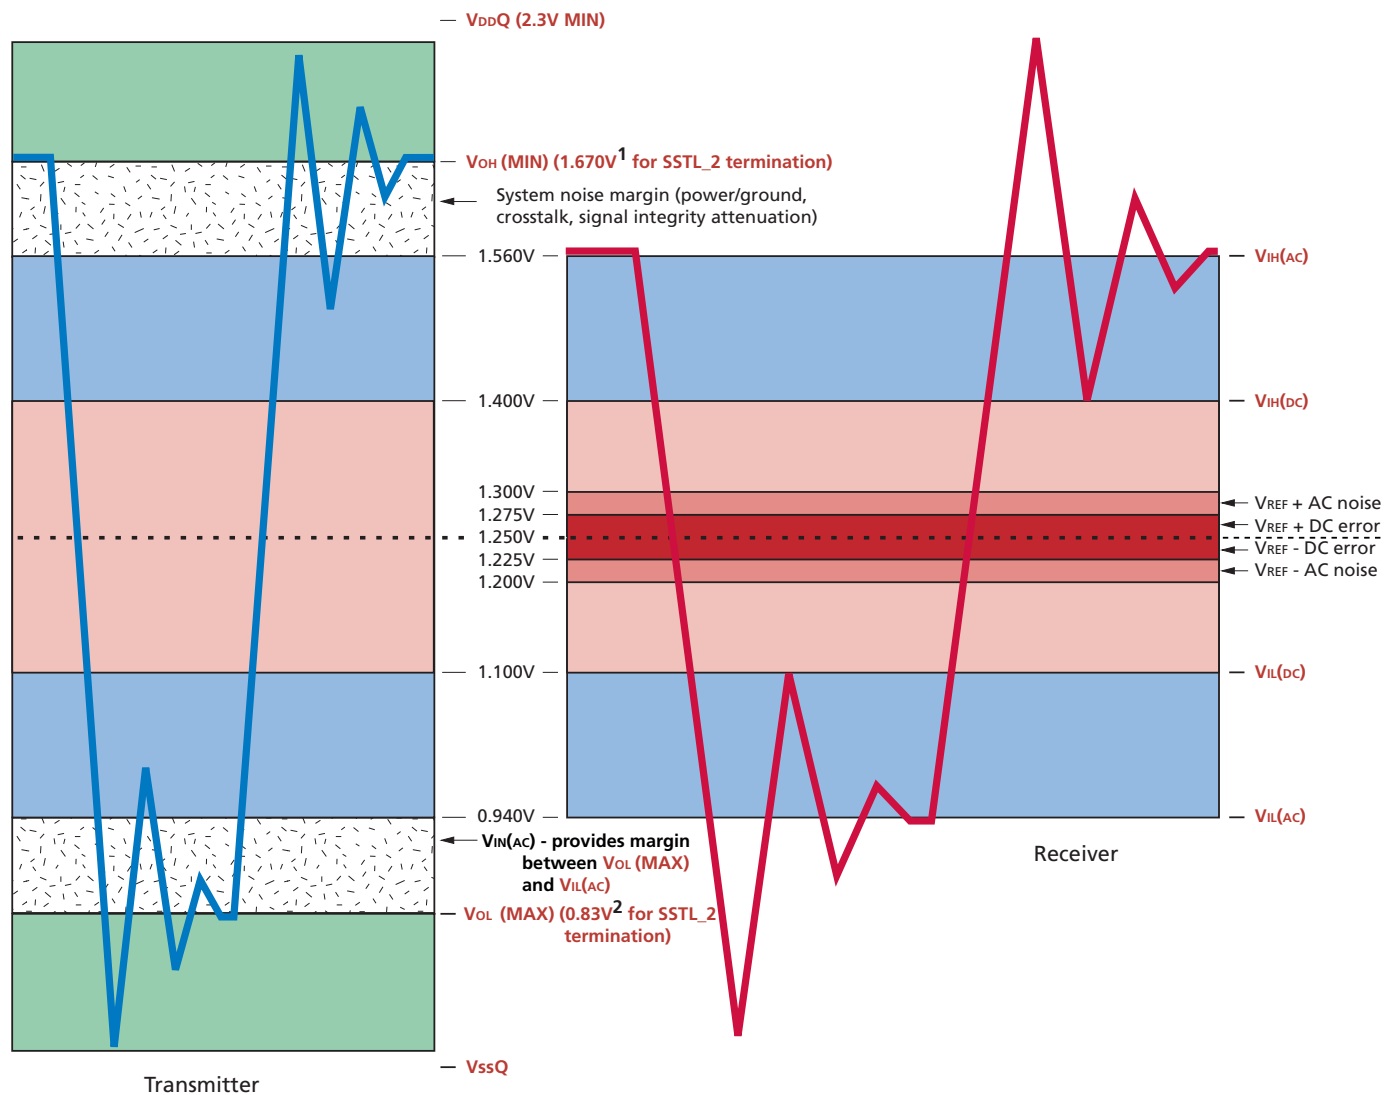 VDDQ (2.3V MIN)
VOH (MIN) (1.670V1 for SSTL_2 termination)
System noise margin (power/ground,
crosstalk, signal integrity attenuation)
1.560V
VIH(AC)
1.400V
VIH(DC)
1.300V
VREF + AC noise
1.275V
VREF + DC error
1.250V
VREF - DC error
1.225V
VREF - AC noise
1.200V
1.100V
VIL(DC)
0.940V
VIL(AC)
VIN(AC) - provides margin
between VOL (MAX)
and VIL(AC)
Receiver
VOL (MAX) (0.83V2 for SSTL_2
termination)
VssQ
Transmitter